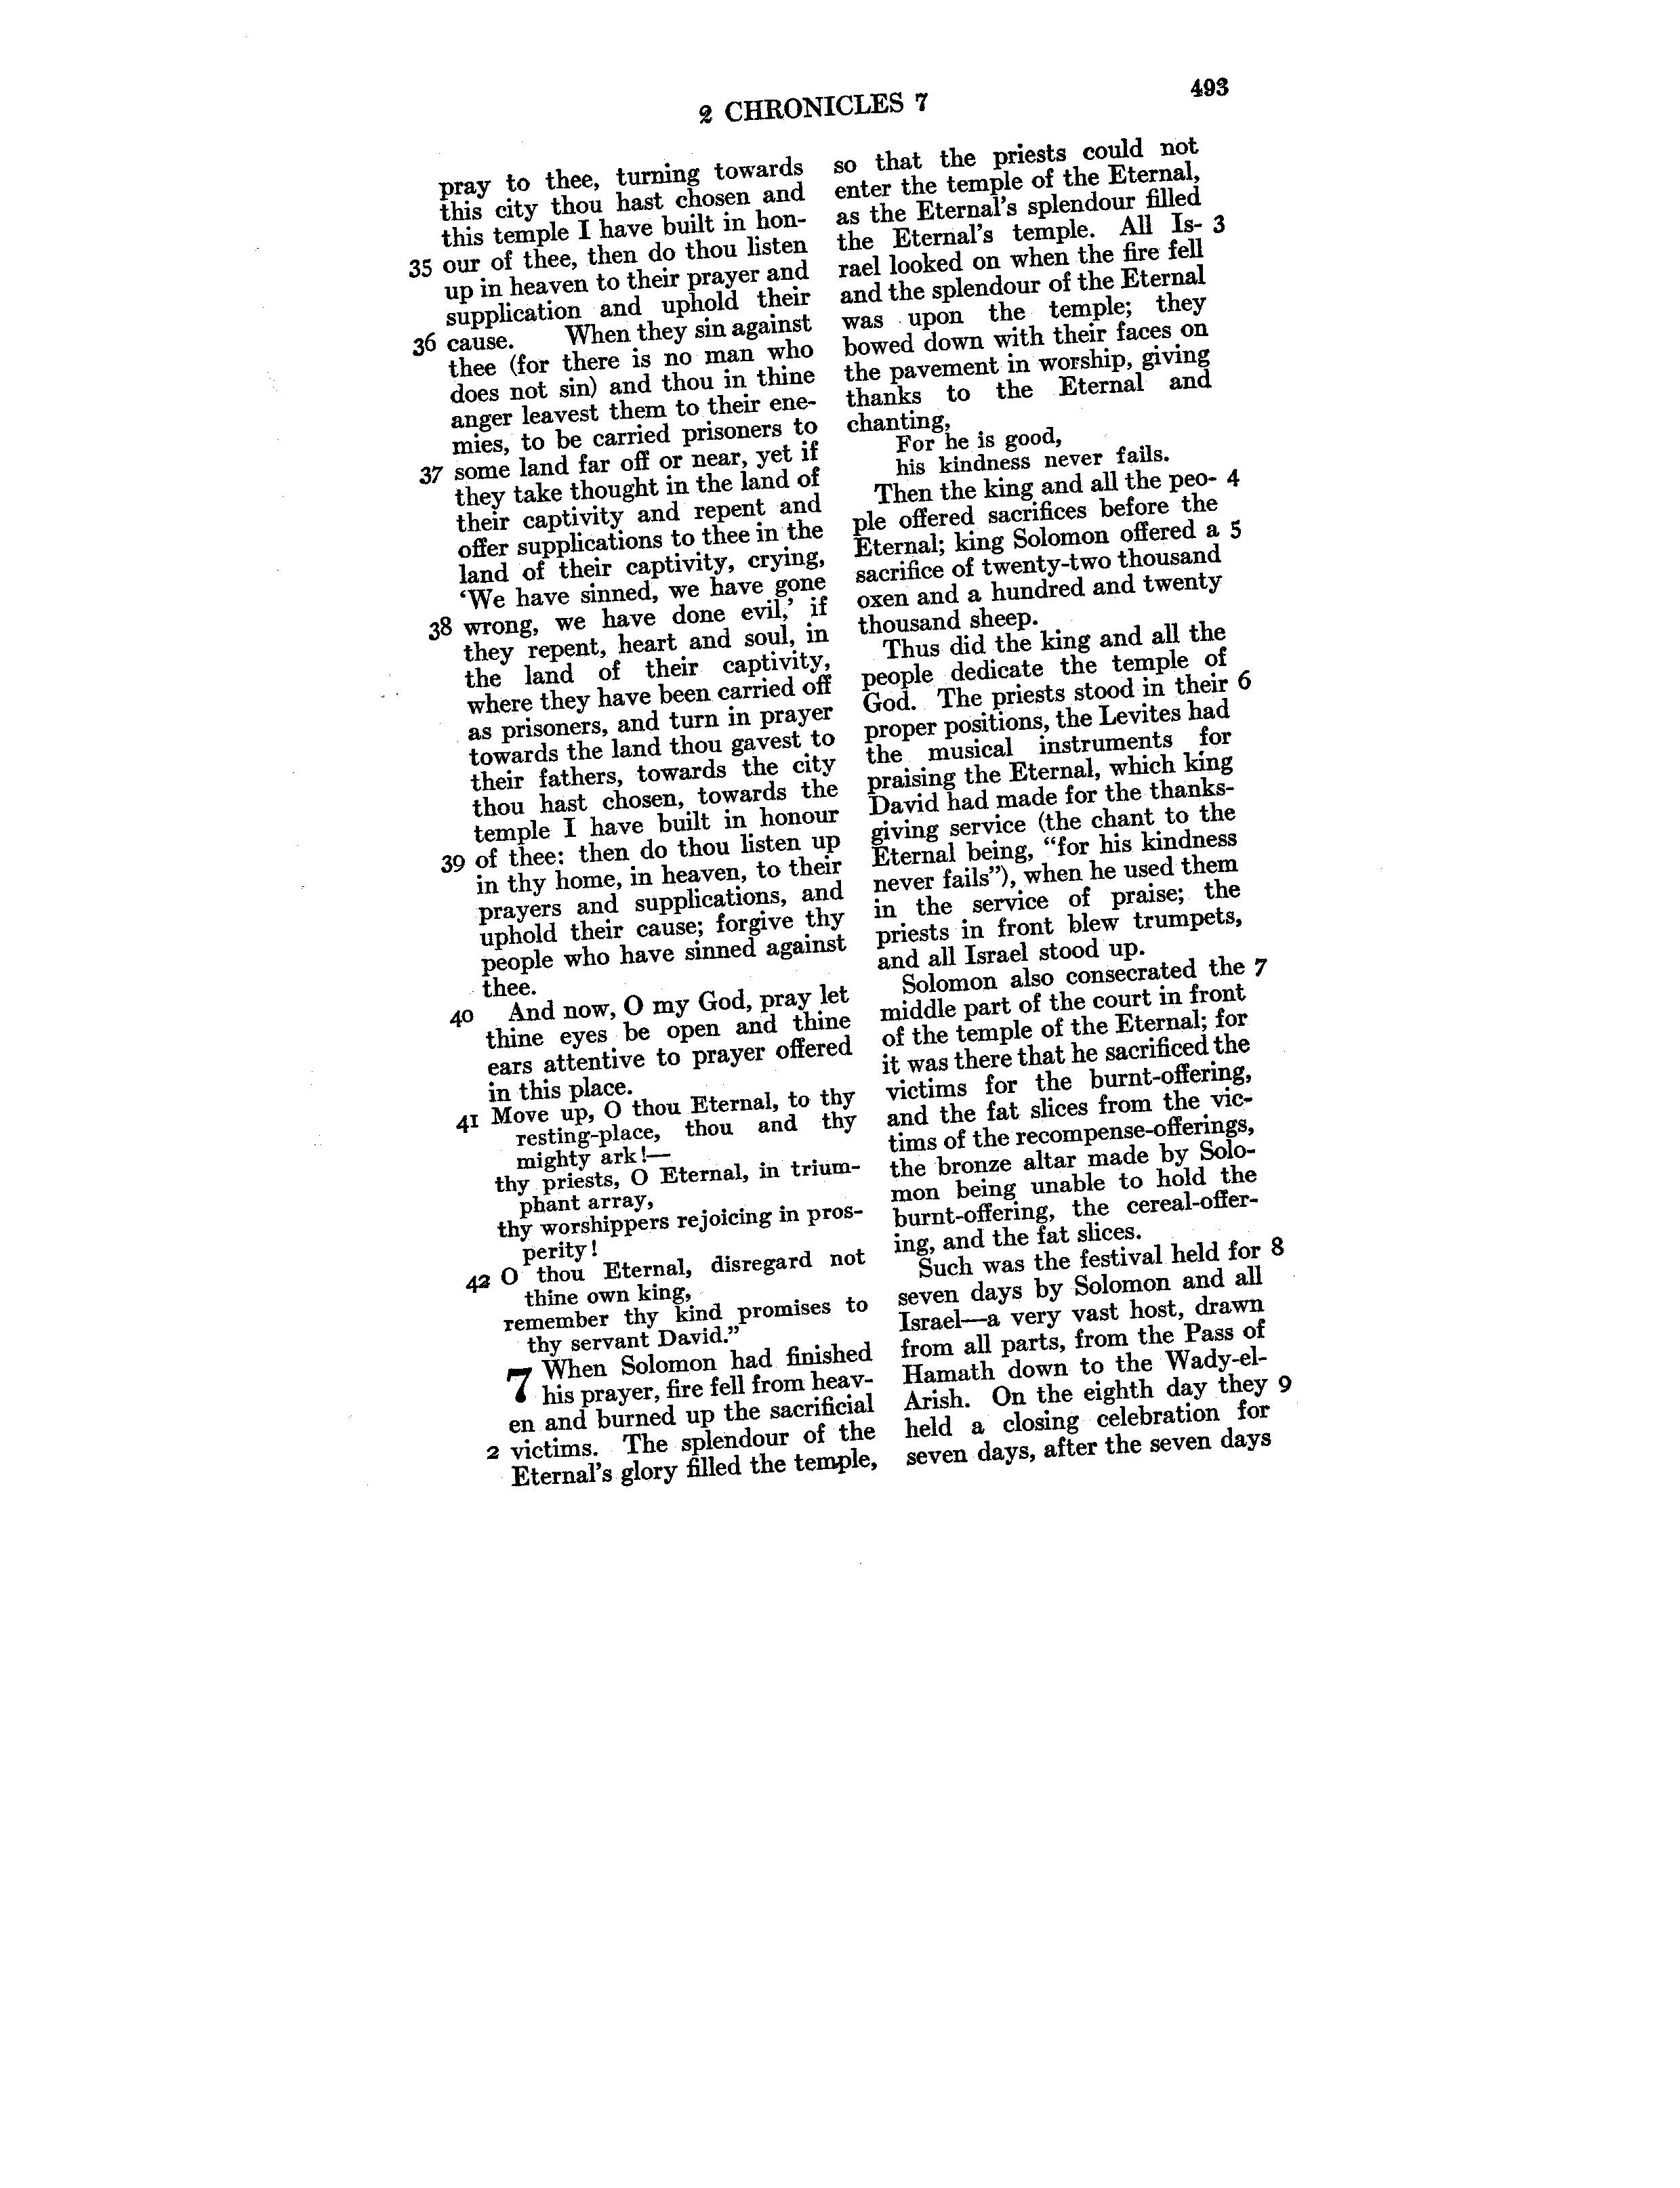 2 CHRONICLES 7
493
pray to thee, turning towards
this city thou hast chosen and
this temple I have built in hon-
35 our of thee, then do thou listen
up in heaven to their prayer and
supplication and uphold their
36 cause. When they sin against
thee (for there is no man who
does not sin) and thou in thine
anger leavest them to their ene-
mies, to be carried prisoners to
37 some land far off or near, yet if
they take thought in the land of
their captivity and repent and
offer supplications to thee in the
land of their captivity, crying,
‘We have sinned, we have gone
38 wrong, we have done evil,’ if
they repent, heart and soul, in
the land of their captivity,
where they have been carried off
as prisoners, and turn in prayer
towards the land thou gavest to
their fathers, towards the city
thou hast chosen, towards the
temple I have built in honour
39 of thee: then do thou listen up
in thy home, in heaven, to their
prayers and supplications, and
uphold their cause; forgive thy
people who have sinned against
thee.
40 And now, O my God, pray let
thine eyes be open and thine
ears attentive to prayer offered
in this place.
41 Move up, O thou Eternal, to thy
resting-place, thou and thy
mighty ark!—
thy priests, O Eternal, in trium-
phant array,
thy worshippers rejoicing in pros-
perity!
42 O thou Eternal, disregard not
thine own king,
remember thy kind promises to
thy servant David.”
7 When Solomon had finished
his prayer, fire fell from heav-
en and burned up the sacrificial
2 victims. The splendour of the
Eternal's glory filled the temple,
so that the priests could not
enter the temple of the Eternal,
as the Eternal's splendour filled
the Eternal's temple. All Is- 3
rael looked on when the fire fell
and the splendour of the Eternal
was upon the temple; they
bowed down with their faces on
the pavement in worship, giving
thanks to the Eternal and
chanting,
For he is good,
his kindness never fails.
Then the king and all the peo- 4
ple offered sacrifices before the
Eternal; king Solomon offered a 5
sacrifice of twenty-two thousand
oxen and a hundred and twenty
thousand sheep.
Thus did the king and all the
people dedicate the temple of
God. The priests stood in their 6
proper positions, the Levites had
the musical instruments for
praising the Eternal, which king
David had made for the thanks-
giving service (the chant to the
Eternal being, “for his kindness
never fails”), when he used them
in the service of praise; the
priests in front blew trumpets,
and all Israel stood up.
Solomon also consecrated the 7
middle part of the court in front
of the temple of the Eternal; for
it was there that he sacrificed the
victims for the burnt-offering,
and the fat slices from the vic-
tims of the recompense-offerings,
the bronze altar made by Solo-
mon being unable to hold the
burnt-offering, the cereal-offer-
ing, and the fat slices.
Such was the festival held for 8
seven days by Solomon and all
Israel—a very vast host, drawn
from all parts, from the Pass of
Hamath down to the Wady-el-
Arish. On the eighth day they 9
held a closing celebration for
seven days, after the seven days